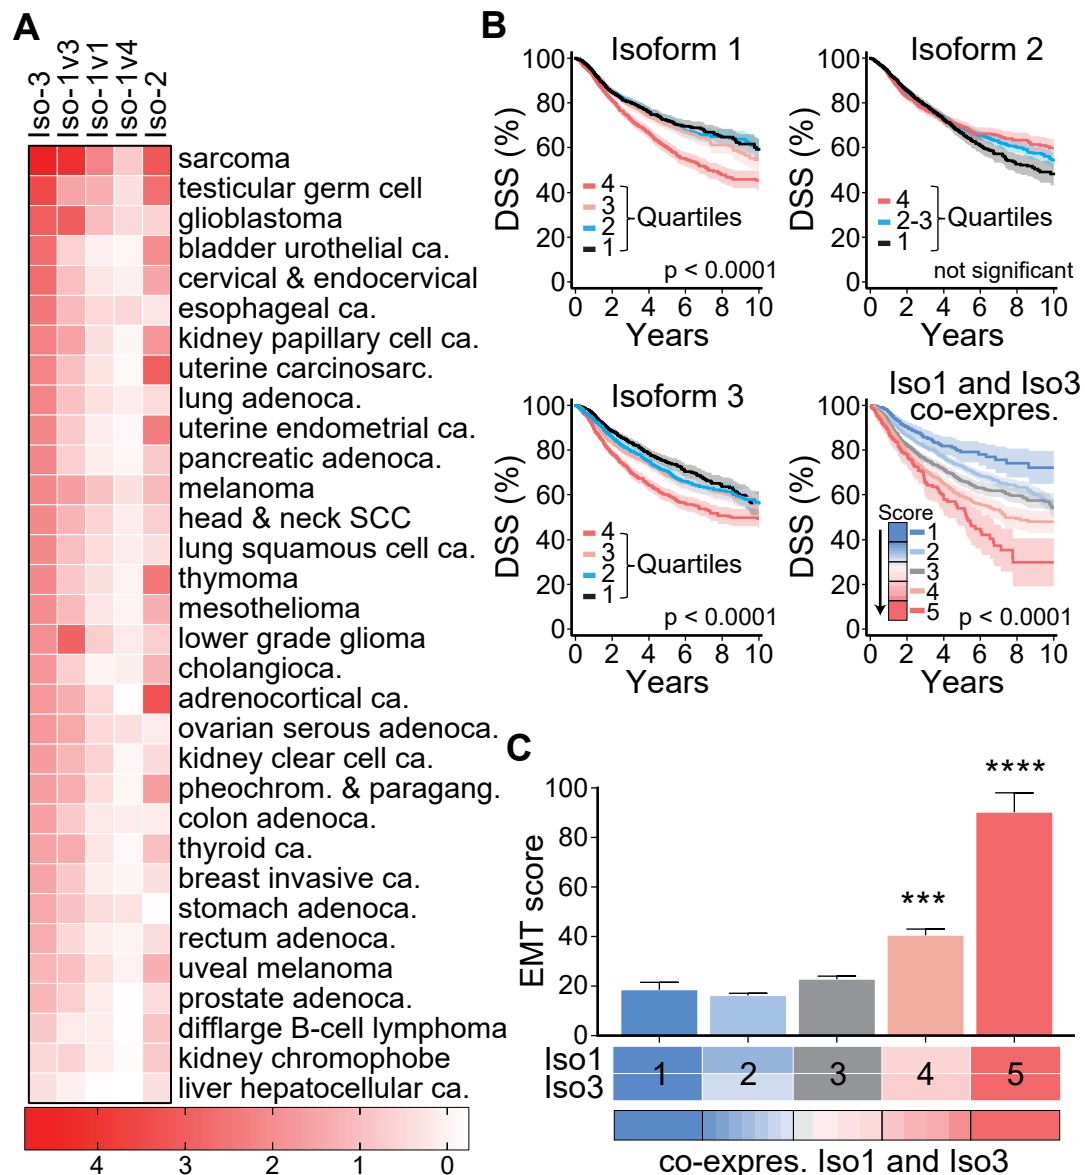 A
Iso-3
Iso-1v3
Iso-1v1
Iso-1v4
Iso-2
sarcoma
testicular germ cell
glioblastoma
bladder urothelial ca.
cervical & endocervical
esophageal ca.
kidney papillary cell ca.
uterine carcinosarc.
lung adenoca.
uterine endometrial ca.
pancreatic adenoca.
melanoma
head & neck SCC
lung squamous cell ca.
thymoma
mesothelioma
lower grade glioma
cholangioca.
adrenocortical ca.
ovarian serous adenoca.
kidney clear cell ca.
pheochrom. & paragang.
colon adenoca.
thyroid ca.
breast invasive ca.
stomach adenoca.
rectum adenoca.
uveal melanoma
prostate adenoca.
difflarge B-cell lymphoma
kidney chromophobe
liver hepatocellular ca.
4 3 2 1 0
B
Isoform 1
DSS (%)
100
80
60
40
20
0
4
3
2
1
Quartiles
p < 0.0001
0 2 4 6 8 10
Years
Isoform 2
DSS (%)
100
80
60
40
20
0
4
2-3
1
Quartiles
not significant
0 2 4 6 8 10
Years
Isoform 3
DSS (%)
100
80
60
40
20
0
4
3
2
1
Quartiles
p < 0.0001
0 2 4 6 8 10
Years
Iso1 and Iso3
co-expres.
DSS (%)
100
80
60
40
20
0
Score
1
2
3
4
5
p < 0.0001
0 2 4 6 8 10
Years
C
EMT score
100
80
60
40
20
0
***
****
Iso1
Iso3
1 2 3 4 5
co-expres. Iso1 and Iso3